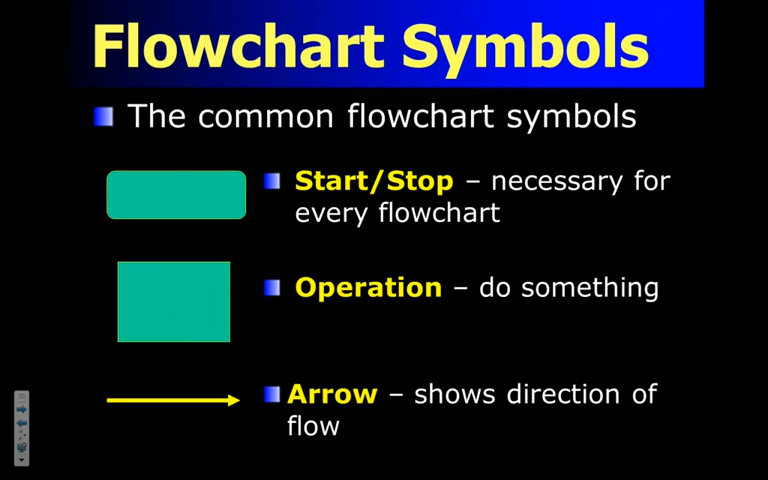 Flowchart Symbols
The common flowchart symbols
Start/Stop – necessary for
every flowchart
Operation – do something
Arrow – shows direction of
flow